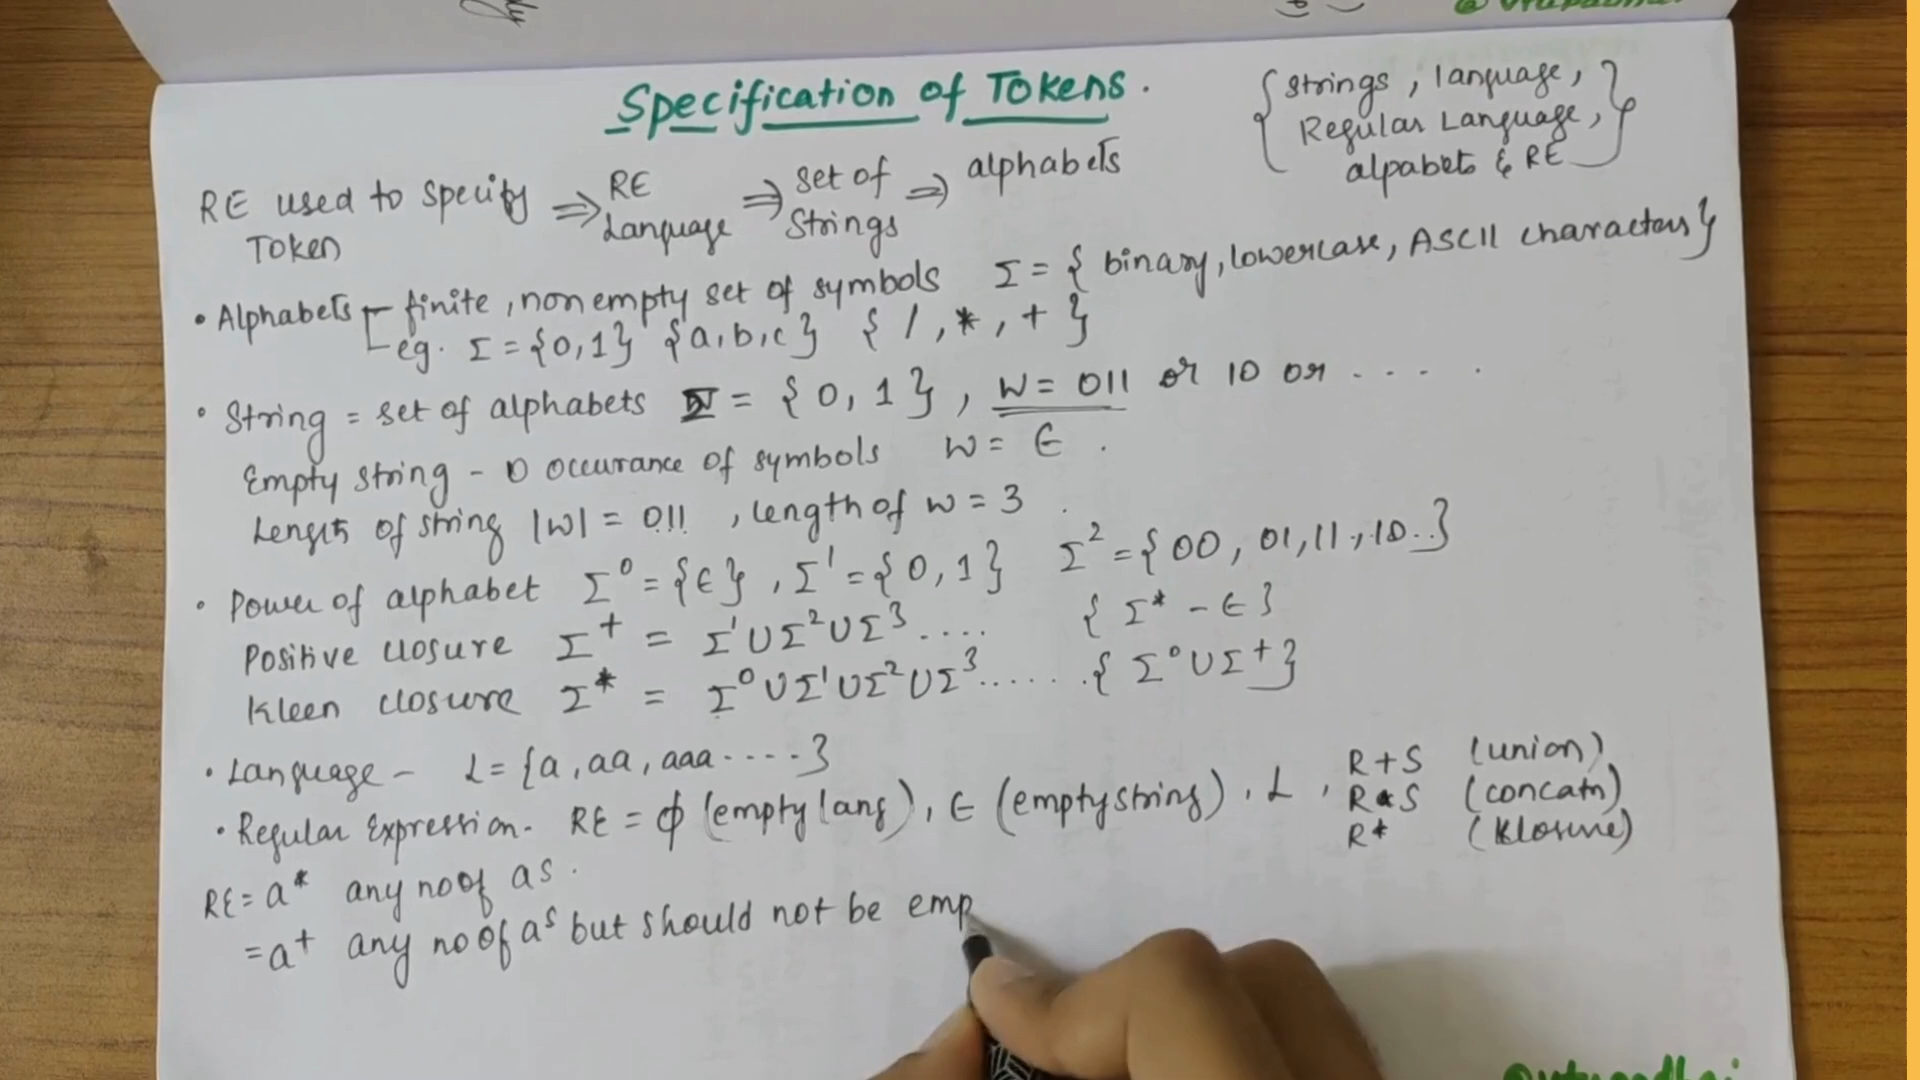 Specification of Tokens.
{ strings, language,
Regular Language,
alpabets & RE }
RE used to specify Token ⇒ RE Language ⇒ set of Strings ⇒ alphabets
• Alphabets - finite, non empty set of symbols Σ = { binary, lowercase, ASCII characters }
eg. Σ = {0,1} {a,b,c} { /, *, + }
• String = set of alphabets Σ = {0, 1}, w = 011 or 10 or . . . . .
Empty string - 0 occurance of symbols w = ϵ .
Length of string |w| = 011 , length of w = 3 .
• Power of alphabet Σ⁰ = {ϵ} , Σ¹ = {0, 1} Σ² = {00, 01, 11, 10..}
Positive closure Σ⁺ = Σ¹ ∪ Σ² ∪ Σ³ .... { Σ* - ϵ }
Kleen closure Σ* = Σ⁰ ∪ Σ¹ ∪ Σ² ∪ Σ³ ...... { Σ⁰ ∪ Σ⁺ }
• Language - L = {a, aa, aaa ....}
• Regular Expression - RE = ϕ (empty lang), ϵ (empty string), L, R+S (union)
R•S (concatn)
R* (Klosure)
RE = a* any no of as .
= a⁺ any no of as but should not be emp